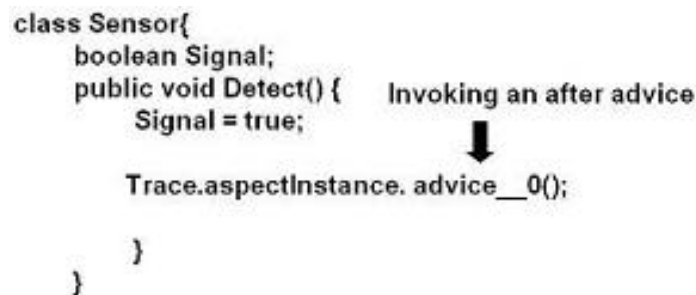 class Sensor{
boolean Signal;
public void Detect() {
Invoking an after advice
Signal = true;
Trace.aspectInstance. advice__0();
}
}